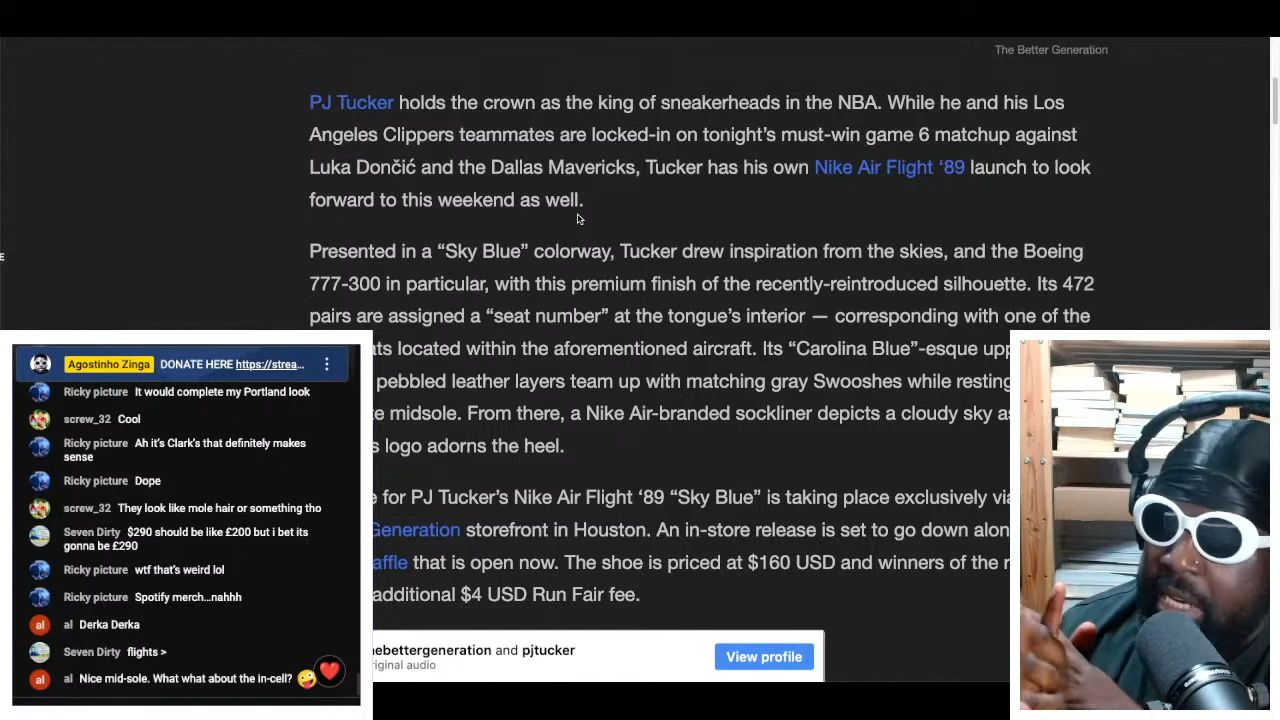 The Better Generation
PJ Tucker holds the crown as the king of sneakerheads in the NBA. While he and his Los
Angeles Clippers teammates are locked-in on tonight’s must-win game 6 matchup against
Luka Dončić and the Dallas Mavericks, Tucker has his own Nike Air Flight ‘89 launch to look
forward to this weekend as well.
Presented in a “Sky Blue” colorway, Tucker drew inspiration from the skies, and the Boeing
777-300 in particular, with this premium finish of the recently-reintroduced silhouette. Its 472
pairs are assigned a “seat number” at the tongue’s interior — corresponding with one of the
located within the aforementioned aircraft. Its “Carolina Blue”-esque
pebbled leather layers team up with matching gray Swooshes while resting
midsole. From there, a Nike Air-branded sockliner depicts a cloudy sky
logo adorns the heel.
for PJ Tucker’s Nike Air Flight ‘89 “Sky Blue” is taking place exclusively
Generation storefront in Houston. An in-store release is set to go down
that is open now. The shoe is priced at $160 USD and winners of the
additional $4 USD Run Fair fee.
and pjtucker
audio
View profile
Agostinho Zinga DONATE HERE https://strea...
Ricky picture It would complete my Portland look
screw_32 Cool
Ricky picture Ah it’s Clark’s that definitely makes
sense
Ricky picture Dope
screw_32 They look like mole hair or something tho
Seven Dirty $290 should be like £200 but i bet its
gonna be £290
Ricky picture wtf that’s weird lol
Ricky picture Spotify merch...nahhh
al al Derka Derka
Seven Dirty flights >
al al Nice mid-sole. What what about the in-cell?